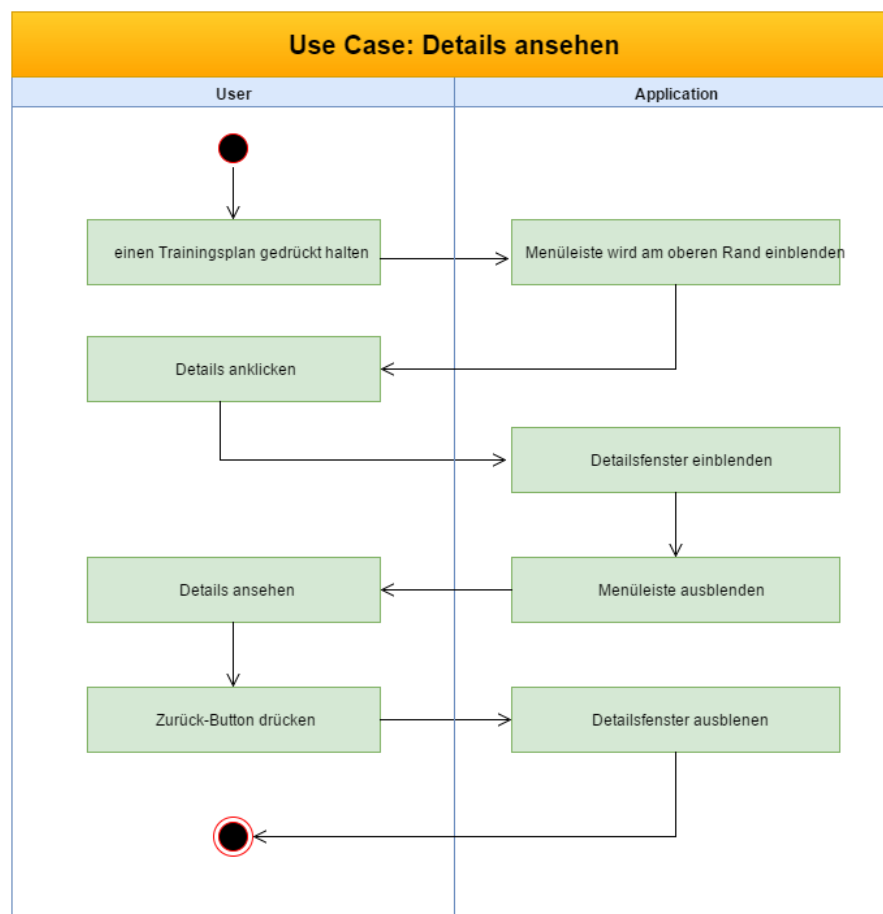 Use Case: Details ansehen
User
Application
einen Trainingsplan gedrückt halten
Menüleiste wird am oberen Rand einblenden
Details anklicken
Detailsfenster einblenden
Details ansehen
Menüleiste ausblenden
Zurück-Button drücken
Detailsfenster ausblenen